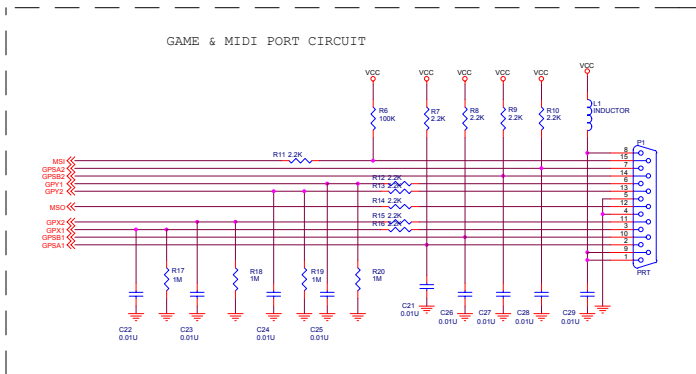 GAME & MIDI PORT CIRCUIT
VCC VCC VCC VCC VCC VCC
R6
100K
R7
2.2K
R8
2.2K
R9
2.2K
R10
2.2K
L1
INDUCTOR
P1
R11 2.2K
MSI
GPSA2
GPSB2
GPY1
GPY2
MSO
GPX2
GPX1
GPSB1
GPSA1
R12 2.2K
R13 2.2K
R14 2.2K
R15 2.2K
R16 2.2K
8
15
7
14
6
13
5
12
4
11
3
10
2
9
1
PRT
R17
1M
R18
1M
R19
1M
R20
1M
C22
0.01U
C23
0.01U
C24
0.01U
C25
0.01U
C21
0.01U
C26
0.01U
C27
0.01U
C28
0.01U
C29
0.01U